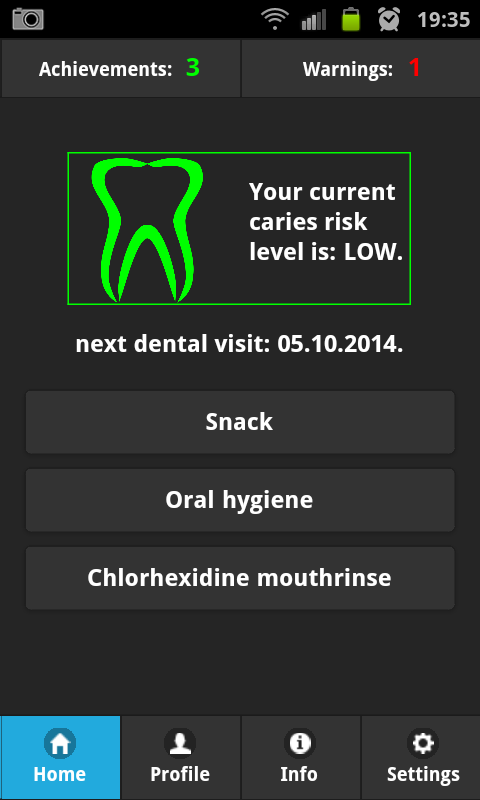 19:35
Achievements: 3
Warnings: 1
Your current
caries risk
level is: LOW.
next dental visit: 05.10.2014.
Snack
Oral hygiene
Chlorhexidine mouthrinse
Home
Profile
Info
Settings